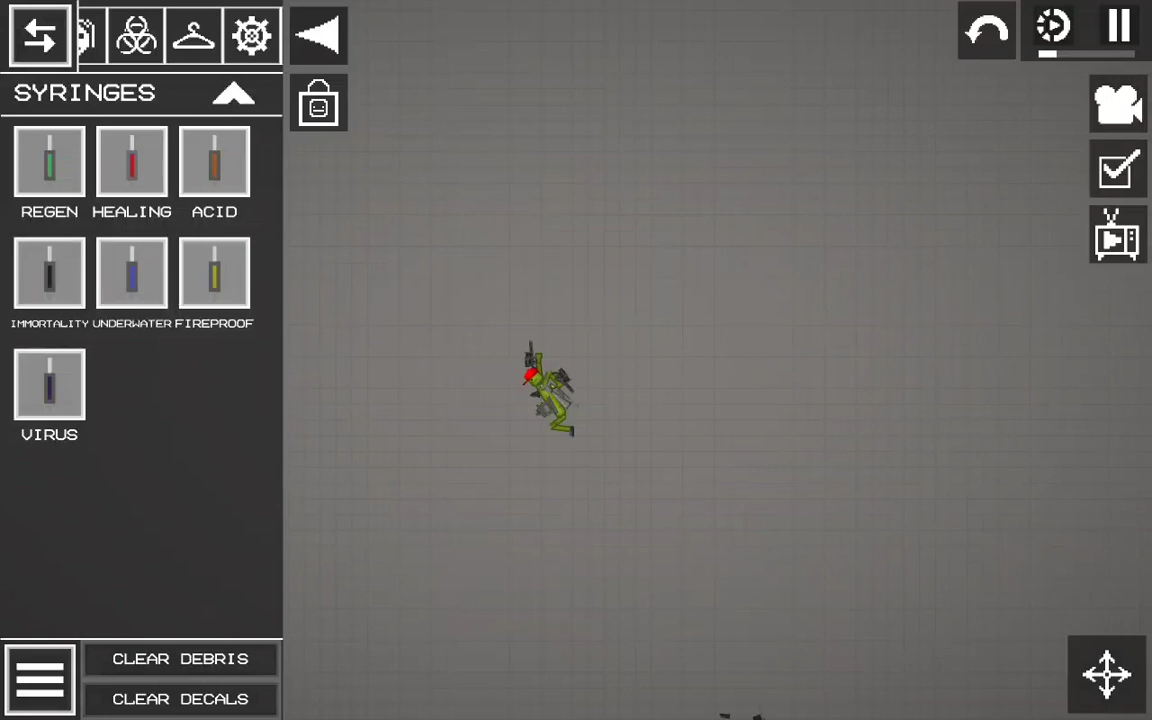 SYRINGES
REGEN HEALING ACID
IMMORTALITY UNDERWATER FIREPROOF
VIRUS
CLEAR DEBRIS
CLEAR DECALS